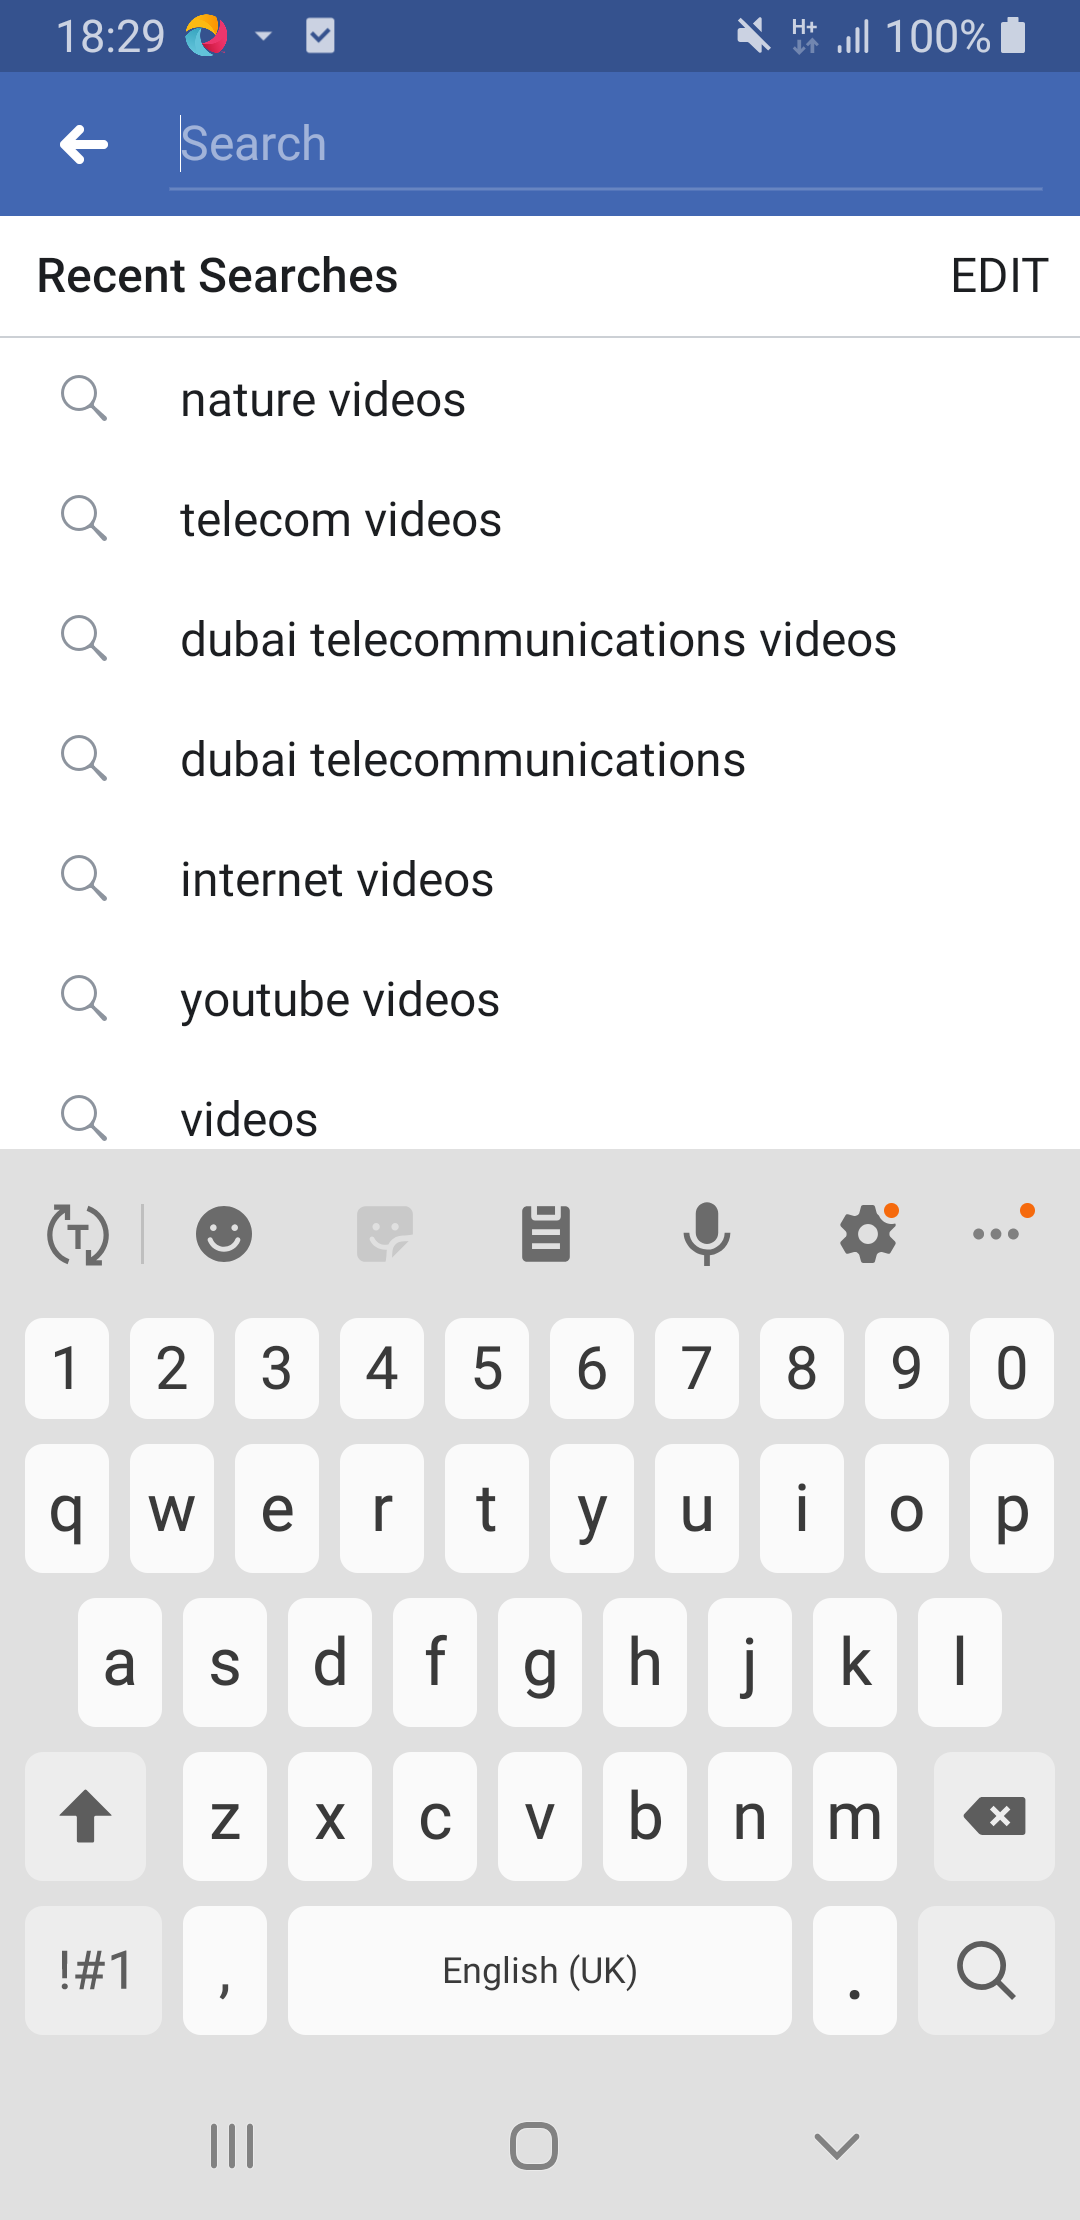 18:29 H+ 100%
Search
Recent Searches EDIT
nature videos
telecom videos
dubai telecommunications videos
dubai telecommunications
internet videos
youtube videos
videos
T
1 2 3 4 5 6 7 8 9 0
q w e r t y u i o p
a s d f g h j k l
z x c v b n m
!#1 , English (UK) .